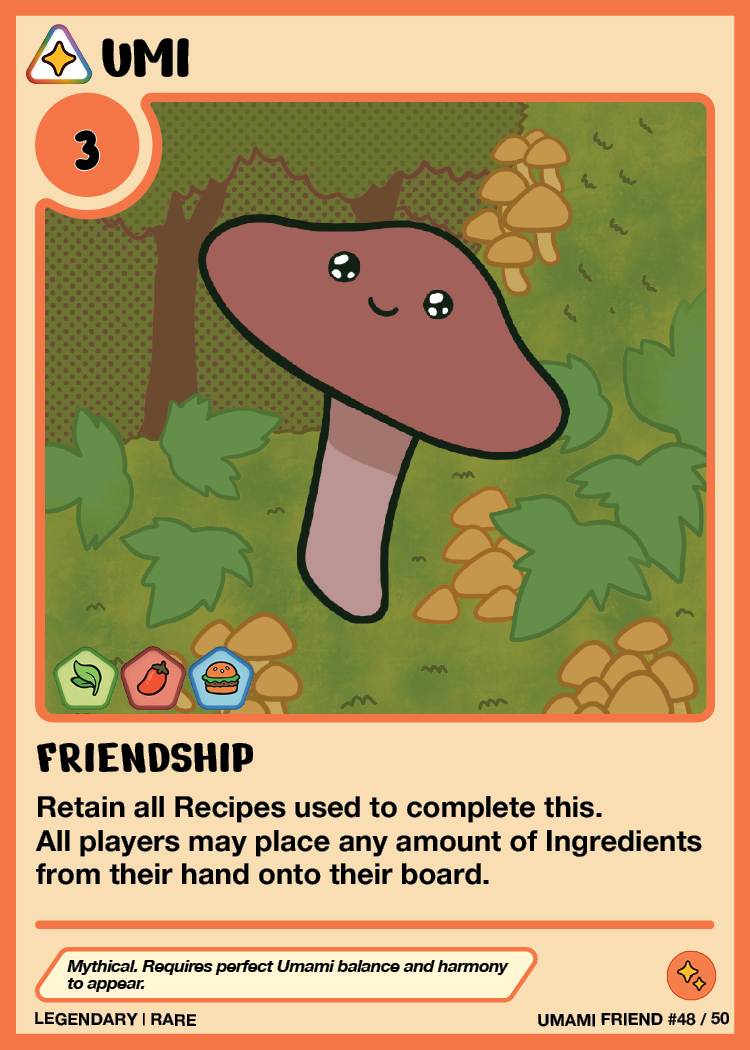 UMI
3
FRIENDSHIP
Retain all Recipes used to complete this.
All players may place any amount of Ingredients
from their hand onto their board.
Mythical. Requires perfect Umami balance and harmony
to appear.
LEGENDARY | RARE
UMAMI FRIEND #48 / 50